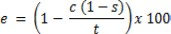 e = (1 − c (1−s) / t) x 100